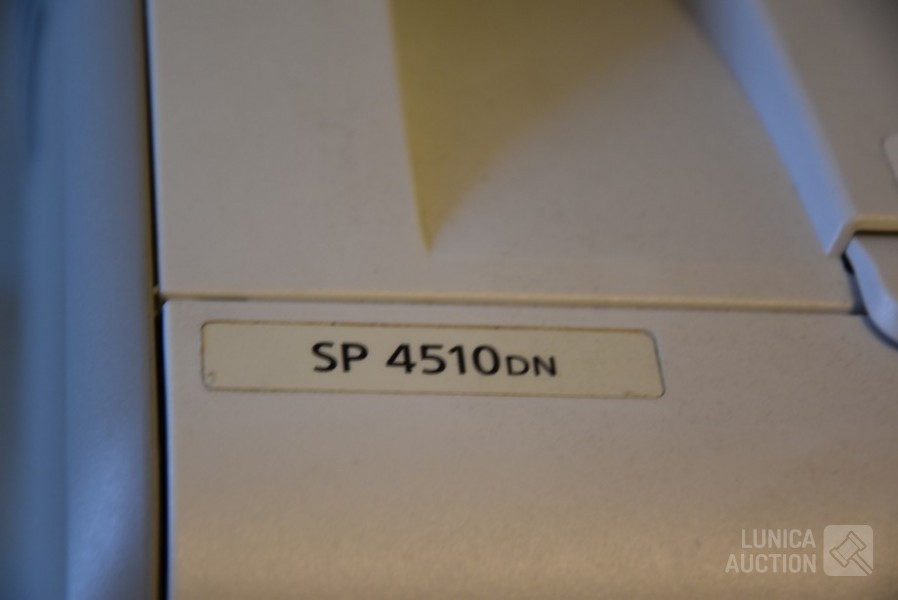 SP 4510DN
LUNICA
AUCTION